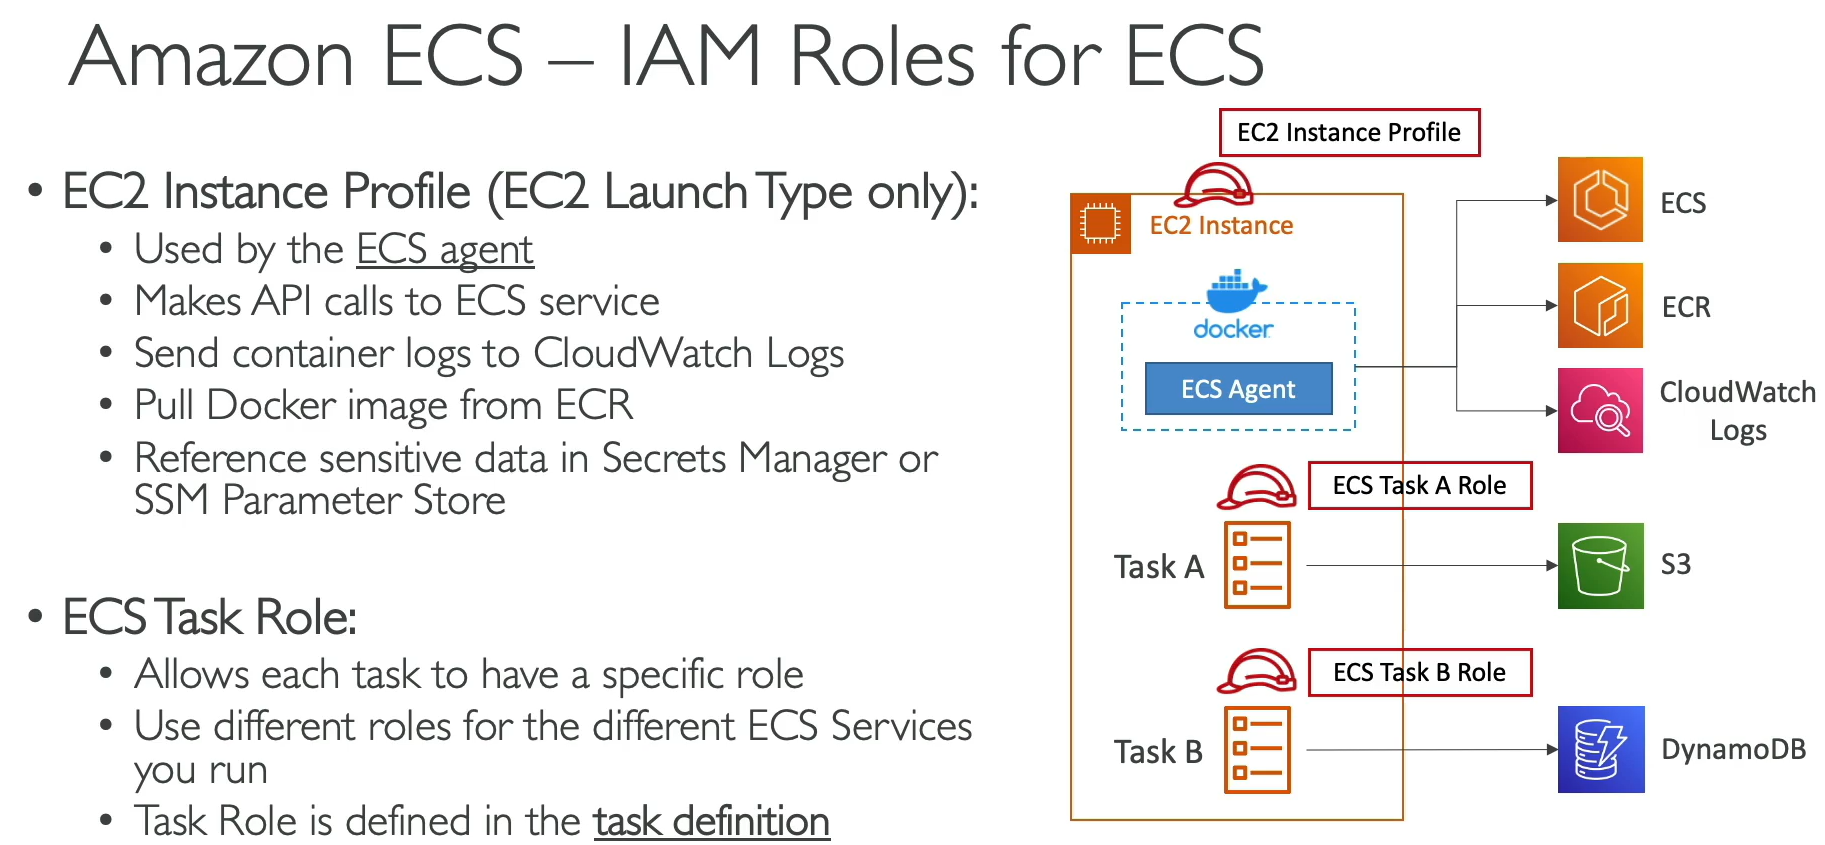 Amazon ECS – IAM Roles for ECS
• EC2 Instance Profile (EC2 Launch Type only):
• Used by the ECS agent
• Makes API calls to ECS service
• Send container logs to CloudWatch Logs
• Pull Docker image from ECR
• Reference sensitive data in Secrets Manager or
SSM Parameter Store
• ECS Task Role:
• Allows each task to have a specific role
• Use different roles for the different ECS Services
you run
• Task Role is defined in the task definition
EC2 Instance Profile
EC2 Instance
docker
ECS Agent
ECS
ECR
CloudWatch
Logs
ECS Task A Role
Task A
S3
ECS Task B Role
Task B
DynamoDB